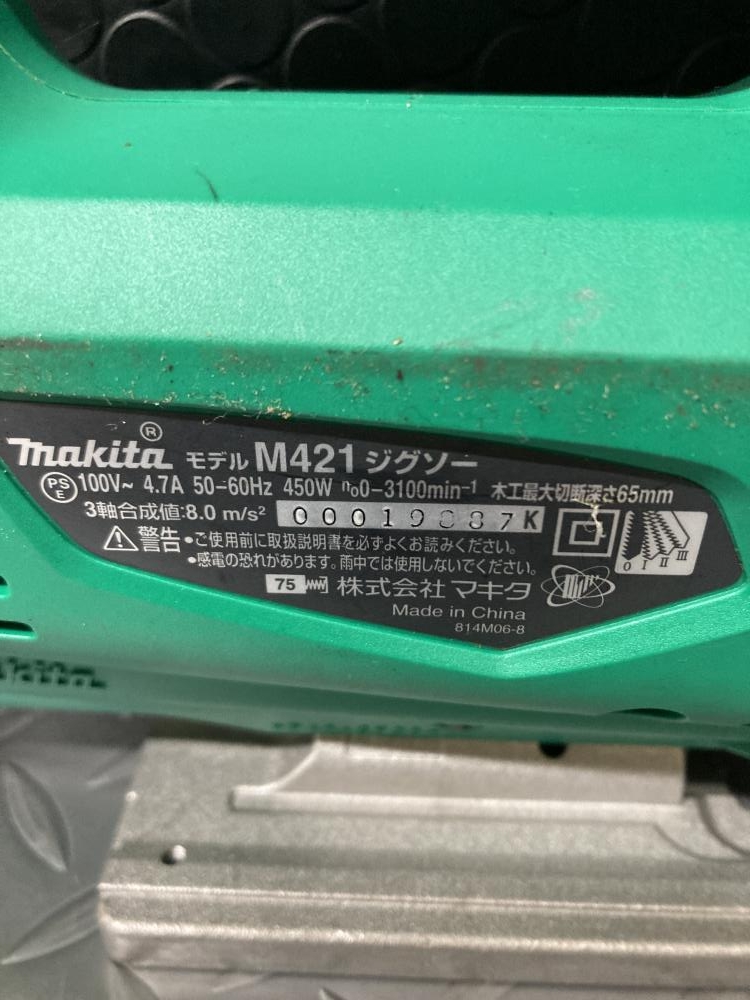 makita® モデル M421 ジグソー
PS E 100V~ 4.7A 50-60Hz 450W n₀0-3100min⁻¹ 木工最大切断深さ65mm
3軸合成値:8.0 m/s² K
⚠警告 •ご使用前に取扱説明書を必ずよくお読みください。
•感電の恐れがあります。雨中では使用しないでください。
0 I II III
75 株式会社 マキタ
Made in China
814M06-8